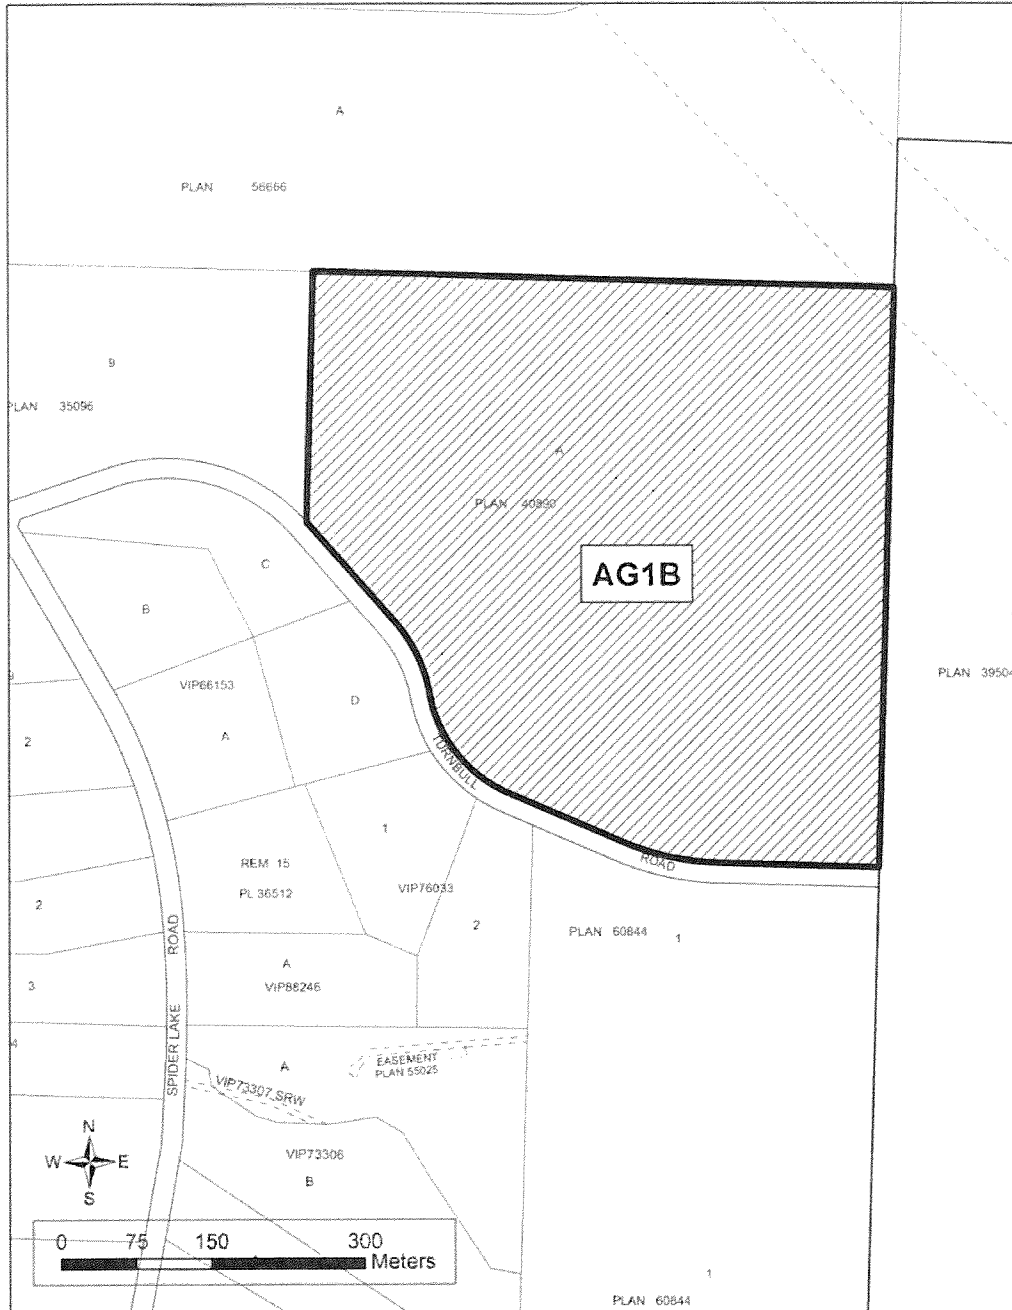 A
PLAN 56666
9
PLAN 35096
A
PLAN 40890
AG1B
C
B
PLAN 39504
VIP66153
D
A
2
TURNBULL
1
REM 15
PL 36512
VIP76033
ROAD
2
2
PLAN 60844 1
A
VIP88246
3
SPIDER LAKE ROAD
4
A
EASEMENT
PLAN 55025
VIP73307 SRW
N
W E
S
VIP73306
B
0 75 150 300
Meters
1
PLAN 60844